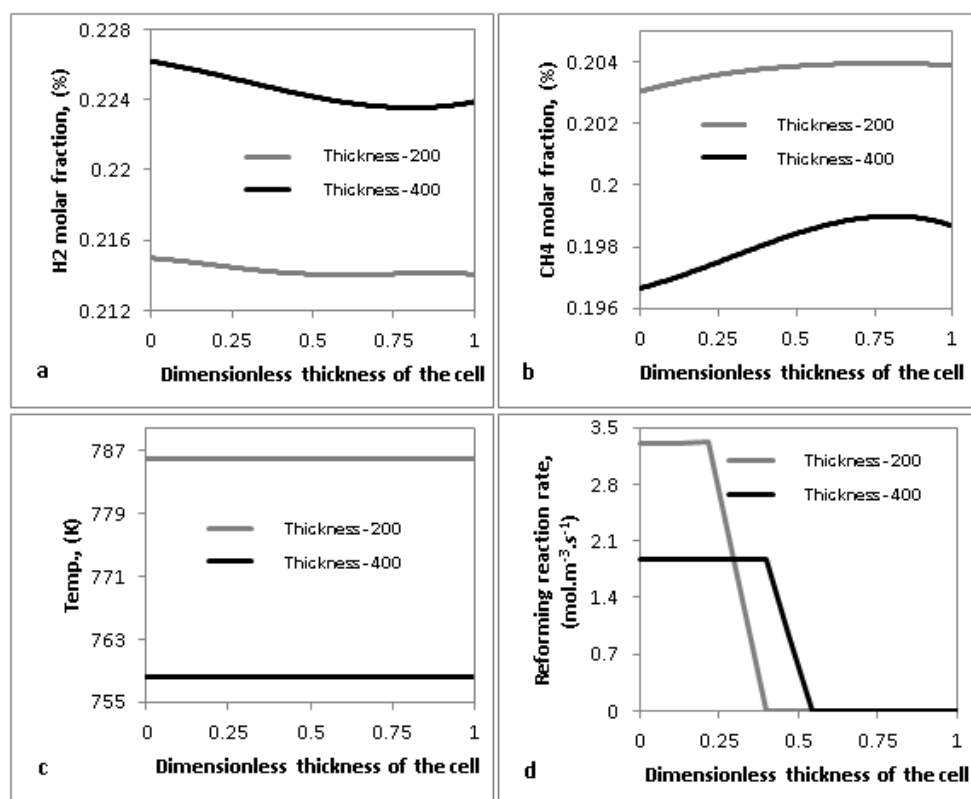 0.228
0.224
0.22
0.216
0.212
H2 molar fraction, (%)
Thickness-200
Thickness-400
0 0.25 0.5 0.75 1
a Dimensionless thickness of the cell
0.204
0.202
0.2
0.198
0.196
CH4 molar fraction, (%)
Thickness-200
Thickness-400
0 0.25 0.5 0.75 1
b Dimensionless thickness of the cell
787
779
771
763
755
Temp., (K)
Thickness-200
Thickness-400
0 0.25 0.5 0.75 1
c Dimensionless thickness of the cell
3.5
2.8
2.1
1.4
0.7
0
Reforming reaction rate,
(mol.m⁻³.s⁻¹)
Thickness-200
Thickness-400
0 0.25 0.5 0.75 1
d Dimensionless thickness of the cell